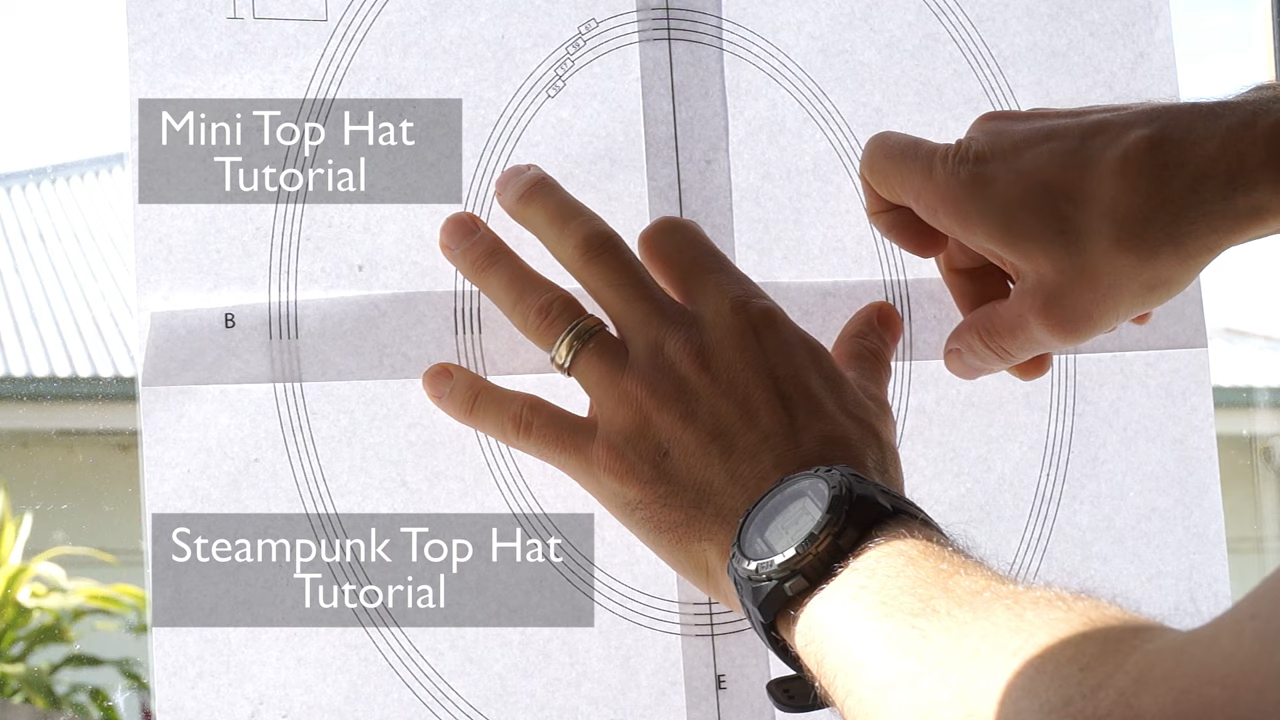 Mini Top Hat
Tutorial
B
Steampunk Top Hat
Tutorial
E